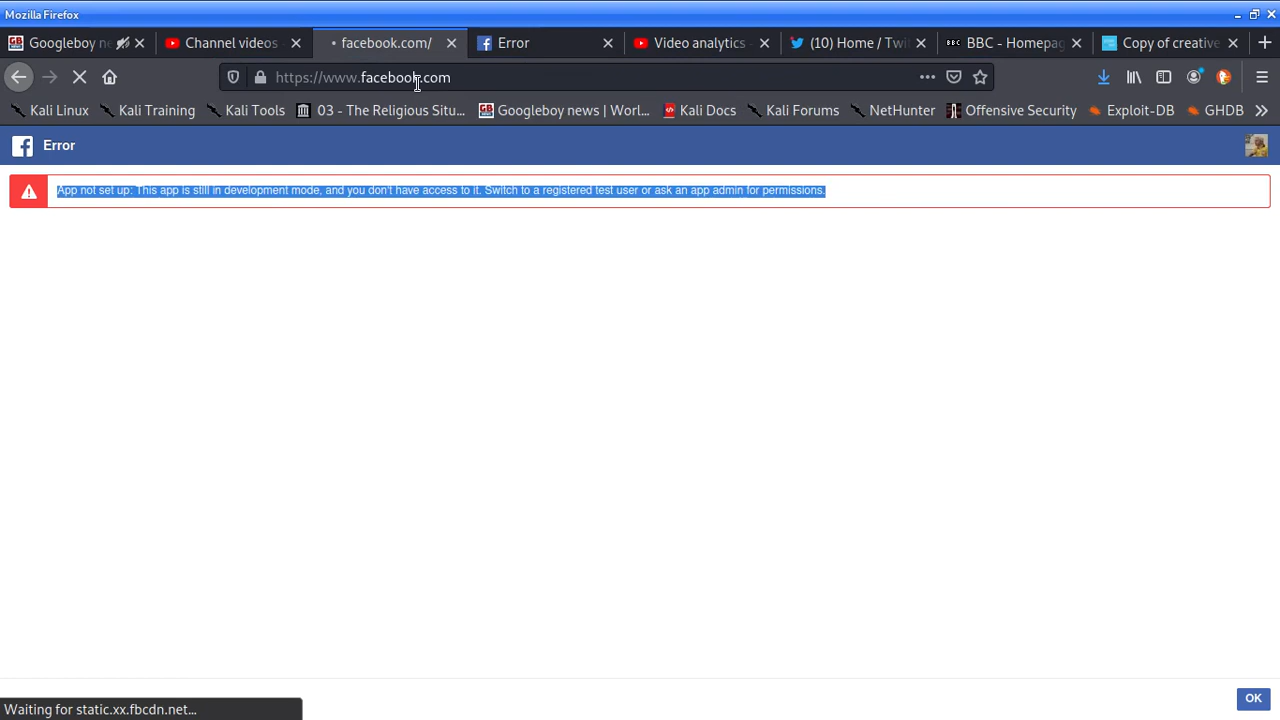 Mozilla Firefox
Googleboy ne
Channel videos -
facebook.com/
Error
Video analytics -
(10) Home / Twit
BBC - Homepag
Copy of creative
https://www.facebook.com
Kali Linux
Kali Training
Kali Tools
03 - The Religious Situ...
Googleboy news | Worl...
Kali Docs
Kali Forums
NetHunter
Offensive Security
Exploit-DB
GHDB
Error
App not set up: This app is still in development mode, and you don't have access to it. Switch to a registered test user or ask an app admin for permissions.
OK
Waiting for static.xx.fbcdn.net...